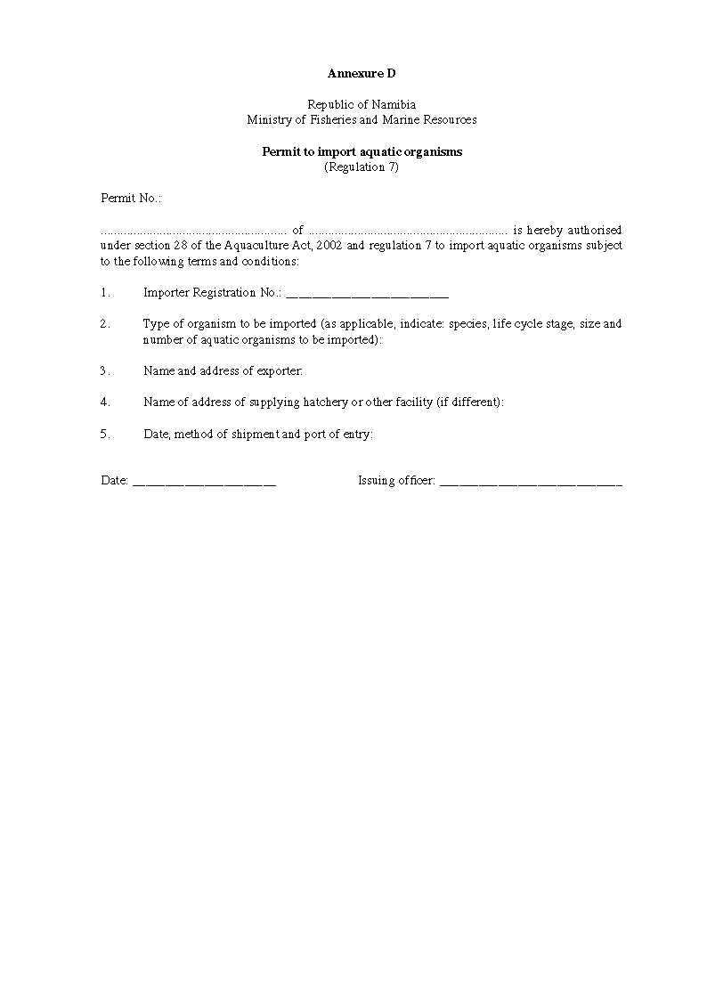 Annexure D
Republic of Namibia
Ministry of Fisheries and Marine Resources
Permit to import aquatic organisms
(Regulation 7)
Permit No.:
......................................................... of ............................................................. is hereby authorised
under section 28 of the Aquaculture Act, 2002 and regulation 7 to import aquatic organisms subject
to the following terms and conditions:
1. Importer Registration No.: _________________________
2. Type of organism to be imported (as applicable, indicate: species, life cycle stage, size and
number of aquatic organisms to be imported):
3. Name and address of exporter:
4. Name of address of supplying hatchery or other facility (if different):
5. Date, method of shipment and port of entry:
Date: ______________________ Issuing officer: ____________________________